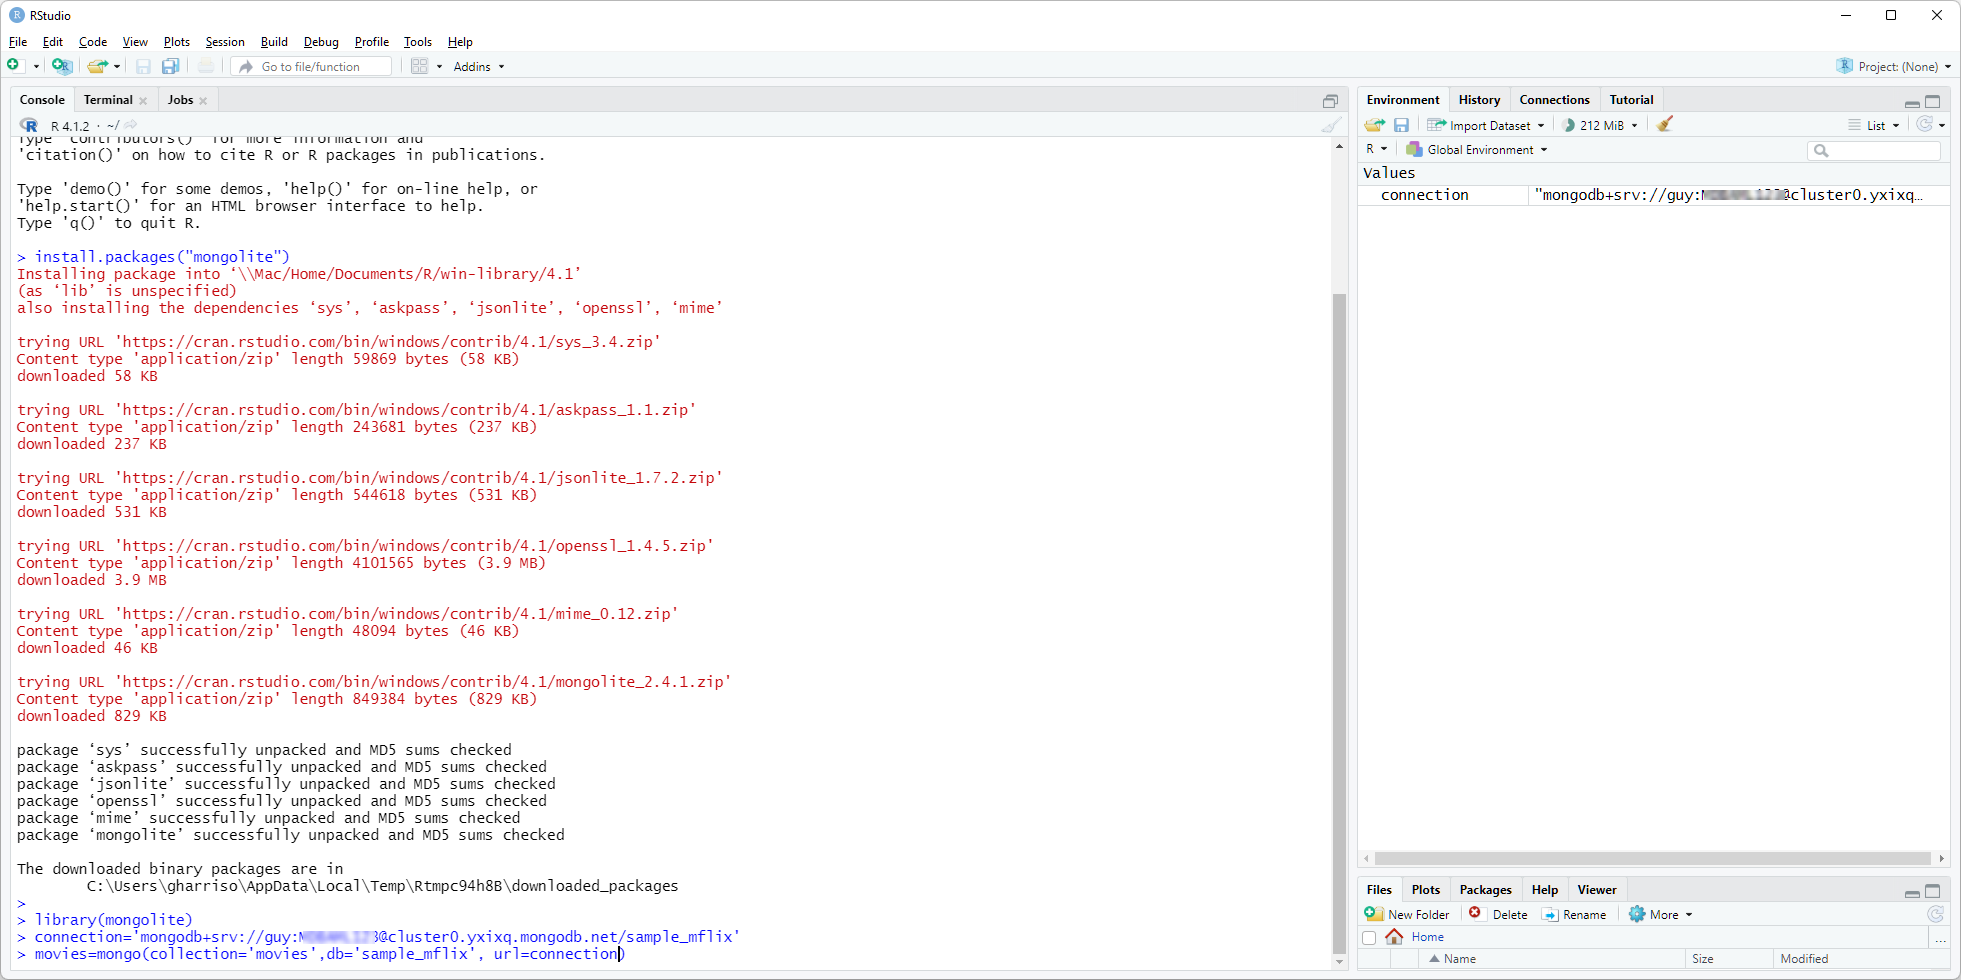 RStudio
File Edit Code View Plots Session Build Debug Profile Tools Help
Go to file/function Addins Project: (None)
Console Terminal Jobs
R 4.1.2 · ~/
Type 'contributors()' for more information and
'citation()' on how to cite R or R packages in publications.
Type 'demo()' for some demos, 'help()' for on-line help, or
'help.start()' for an HTML browser interface to help.
Type 'q()' to quit R.
> install.packages("mongolite")
Installing package into ‘\\Mac/Home/Documents/R/win-library/4.1’
(as ‘lib’ is unspecified)
also installing the dependencies ‘sys’, ‘askpass’, ‘jsonlite’, ‘openssl’, ‘mime’
trying URL 'https://cran.rstudio.com/bin/windows/contrib/4.1/sys_3.4.zip'
Content type 'application/zip' length 59869 bytes (58 KB)
downloaded 58 KB
trying URL 'https://cran.rstudio.com/bin/windows/contrib/4.1/askpass_1.1.zip'
Content type 'application/zip' length 243681 bytes (237 KB)
downloaded 237 KB
trying URL 'https://cran.rstudio.com/bin/windows/contrib/4.1/jsonlite_1.7.2.zip'
Content type 'application/zip' length 544618 bytes (531 KB)
downloaded 531 KB
trying URL 'https://cran.rstudio.com/bin/windows/contrib/4.1/openssl_1.4.5.zip'
Content type 'application/zip' length 4101565 bytes (3.9 MB)
downloaded 3.9 MB
trying URL 'https://cran.rstudio.com/bin/windows/contrib/4.1/mime_0.12.zip'
Content type 'application/zip' length 48094 bytes (46 KB)
downloaded 46 KB
trying URL 'https://cran.rstudio.com/bin/windows/contrib/4.1/mongolite_2.4.1.zip'
Content type 'application/zip' length 849384 bytes (829 KB)
downloaded 829 KB
package ‘sys’ successfully unpacked and MD5 sums checked
package ‘askpass’ successfully unpacked and MD5 sums checked
package ‘jsonlite’ successfully unpacked and MD5 sums checked
package ‘openssl’ successfully unpacked and MD5 sums checked
package ‘mime’ successfully unpacked and MD5 sums checked
package ‘mongolite’ successfully unpacked and MD5 sums checked
The downloaded binary packages are in
C:\Users\gharriso\AppData\Local\Temp\Rtmpc94h8B\downloaded_packages
>
> library(mongolite)
> connection='mongodb+srv://guy:@cluster0.yxixq.mongodb.net/sample_mflix'
> movies=mongo(collection='movies',db='sample_mflix', url=connection)
Environment History Connections Tutorial
Import Dataset 212 MiB List
R Global Environment
Values
connection "mongodb+srv://guy:@cluster0.yxixq…
Files Plots Packages Help Viewer
New Folder Delete Rename More
Home ...
Name Size Modified